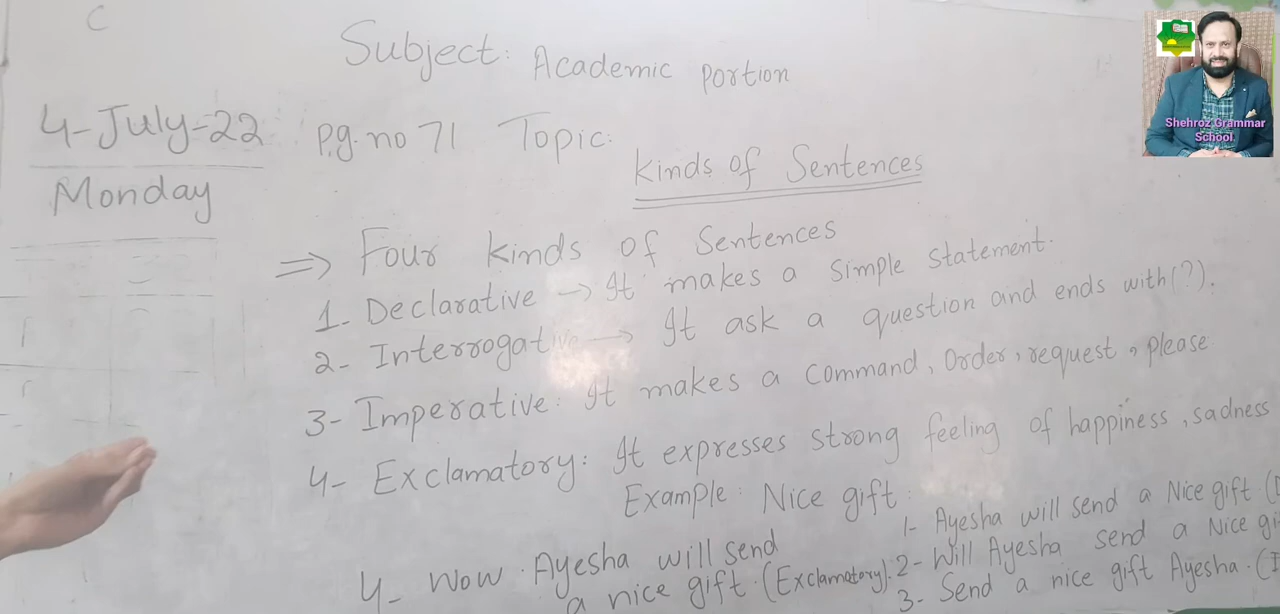 C
Subject: Academic portion
4-July-22
Monday
p.g. no 71 Topic:
Kinds of Sentences
⇒ Four kinds of Sentences
1- Declarative → It makes a simple statement.
2- Interrogative → It ask a question and ends with (?).
3- Imperative: It makes a command, order, request, please
4- Exclamatory: It expresses strong feeling of happiness, sadness
Example: Nice gift:
1- Ayesha will send a Nice gift. (
2- Will Ayesha send a Nice
3- Send a nice gift Ayesha. (
4- Wow. Ayesha will send
a nice gift. (Exclamatory).
Shehroz Grammar
School.